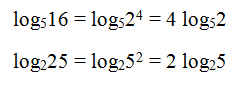 log₅16 = log₅2⁴ = 4 log₅2
log₂25 = log₂5² = 2 log₂5